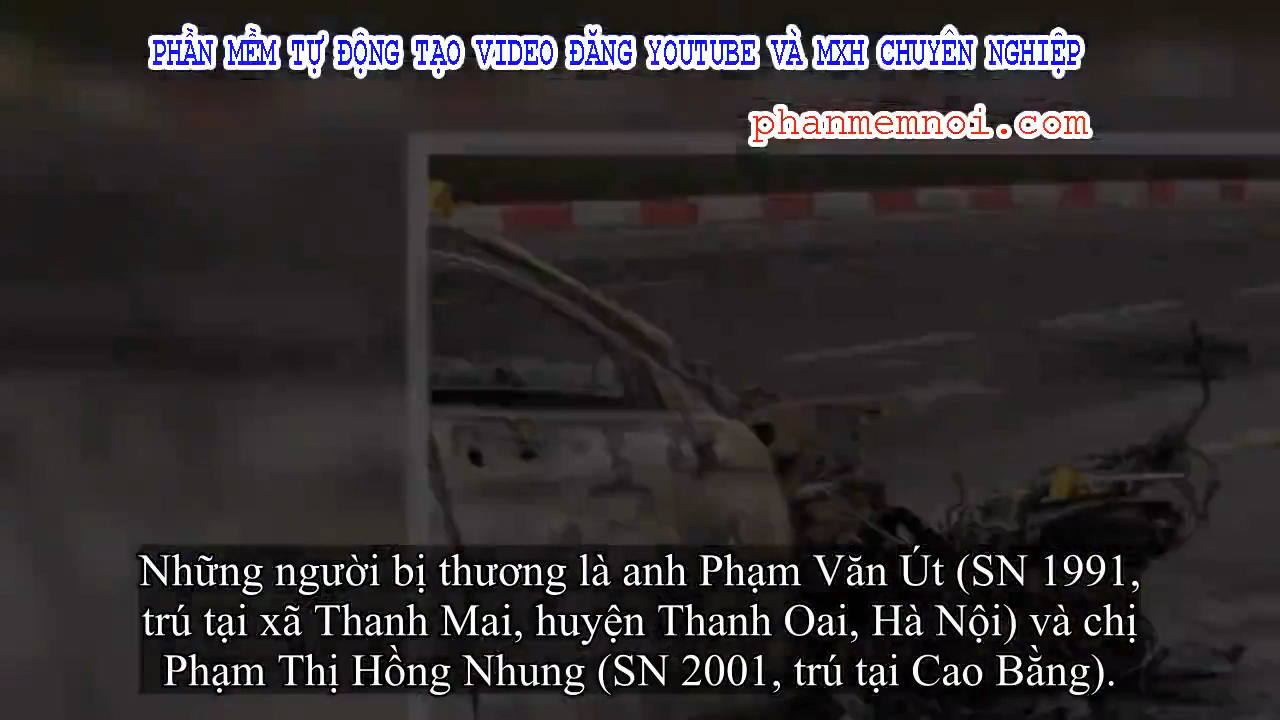 PHẦN MỀM TỰ ĐỘNG TẠO VIDEO ĐĂNG YOUTUBE VÀ MXH CHUYÊN NGHIỆP
phanmemnoi.com
Những người bị thương là anh Phạm Văn Út (SN 1991,
trú tại xã Thanh Mai, huyện Thanh Oai, Hà Nội) và chị
Phạm Thị Hồng Nhung (SN 2001, trú tại Cao Bằng).